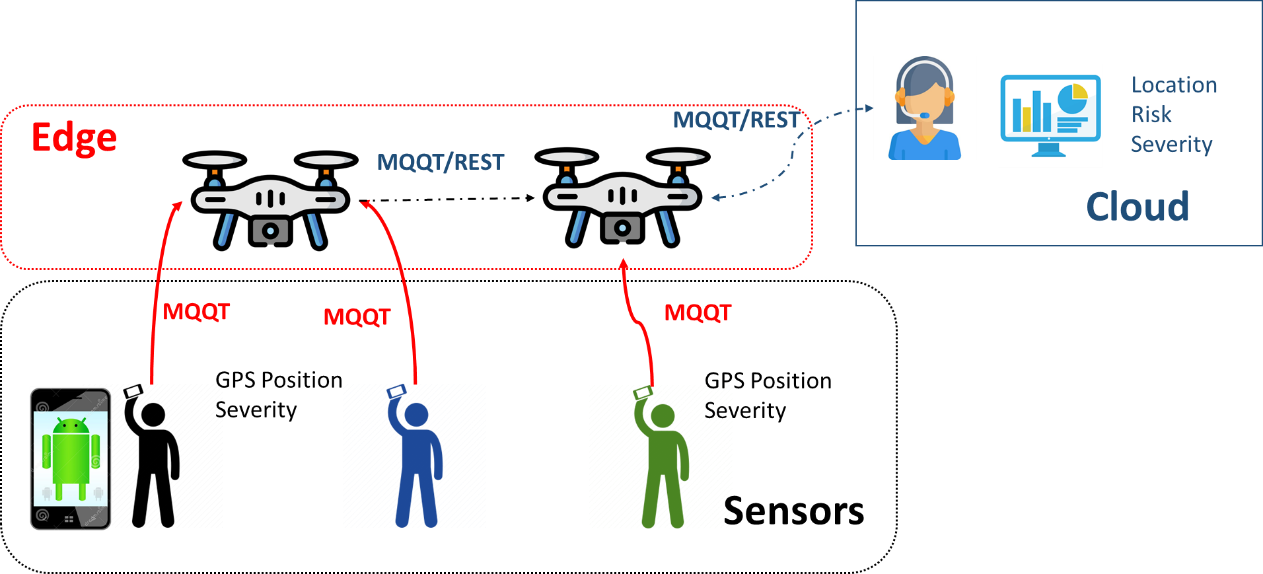 Edge
MQQT/REST
MQQT/REST
Location
Risk
Severity
Cloud
MQQT
MQQT
MQQT
GPS Position
Severity
GPS Position
Severity
Sensors